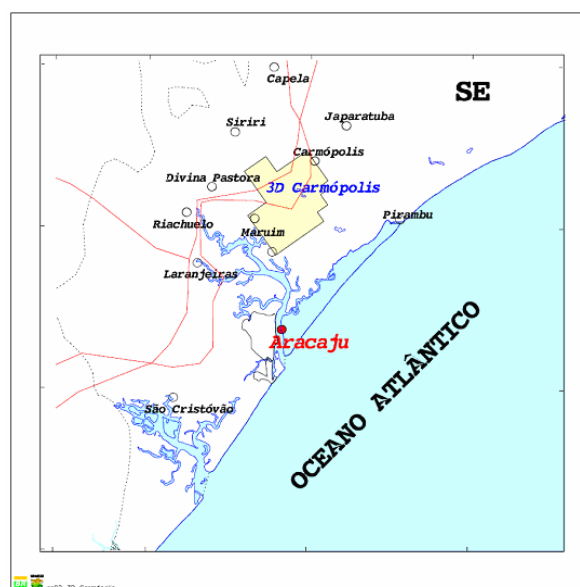 Capela
SE
Siriri
Japaratuba
Carmópolis
Divina Pastora
3D Carmópolis
Riachuelo
Pirambu
Maruim
Laranjeiras
Aracaju
OCEANO ATLÂNTICO
São Cristóvão